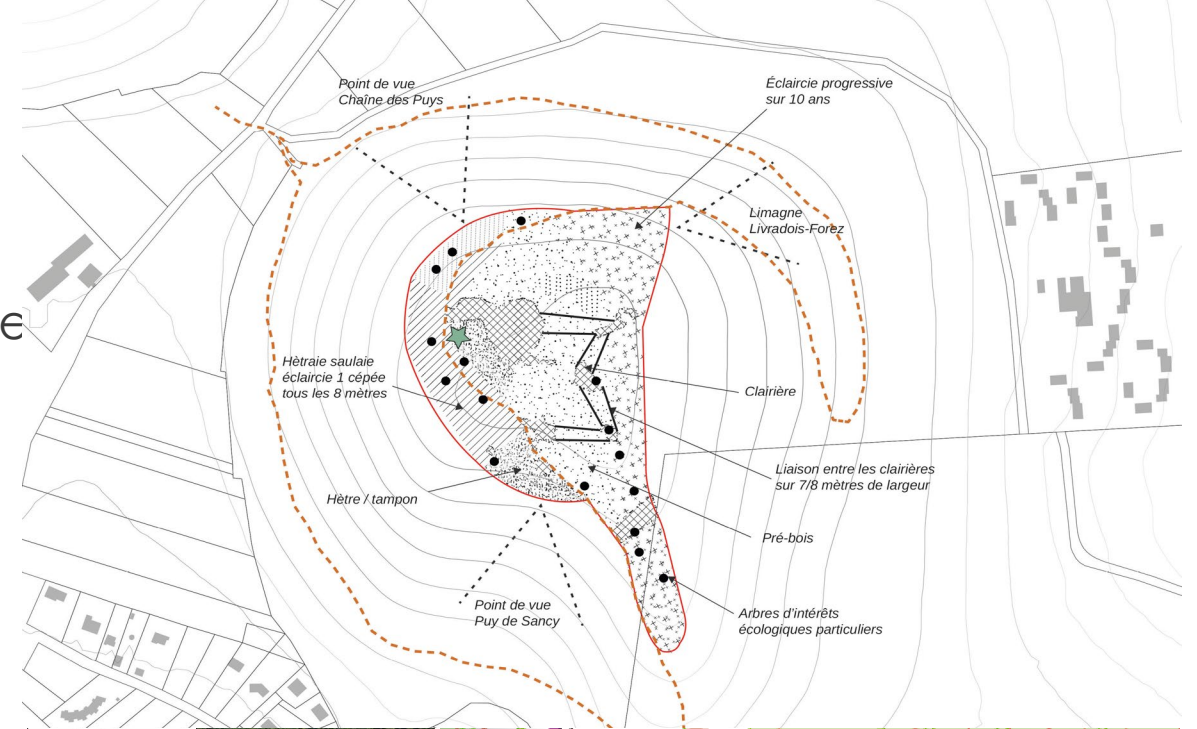 Point de vue
Chaîne des Puys
Éclaircie progressive
sur 10 ans
Limagne
Livradois-Forez
e
Hètraie saulaie
éclaircie 1 cépée
tous les 8 mètres
Clairière
Liaison entre les clairières
sur 7/8 mètres de largeur
Hètre / tampon
Pré-bois
Point de vue
Puy de Sancy
Arbres d'intérêts
écologiques particuliers